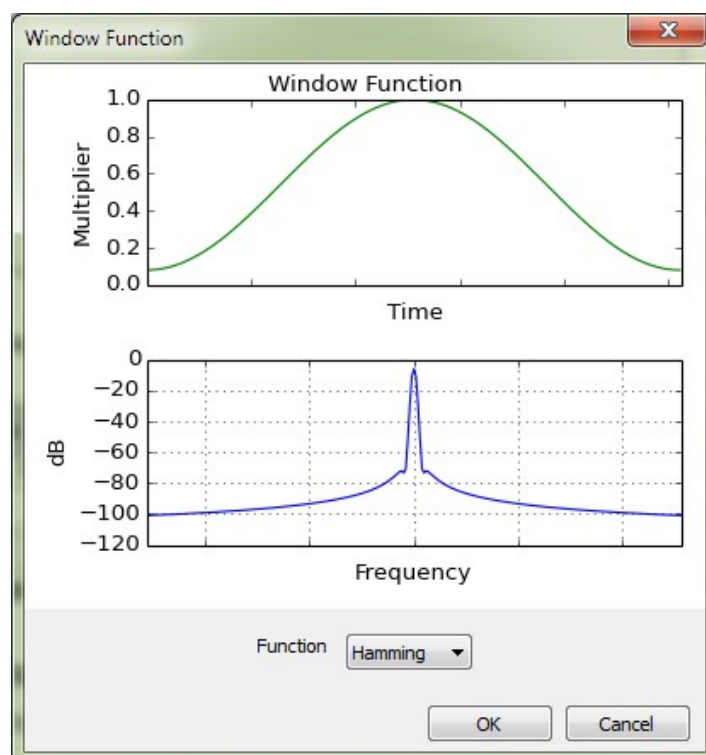 Window Function
Window Function
1.0
0.8
0.6
0.4
0.2
0.0
Multiplier
Time
0
−20
−40
−60
−80
−100
−120
dB
Frequency
Function Hamming
OK Cancel